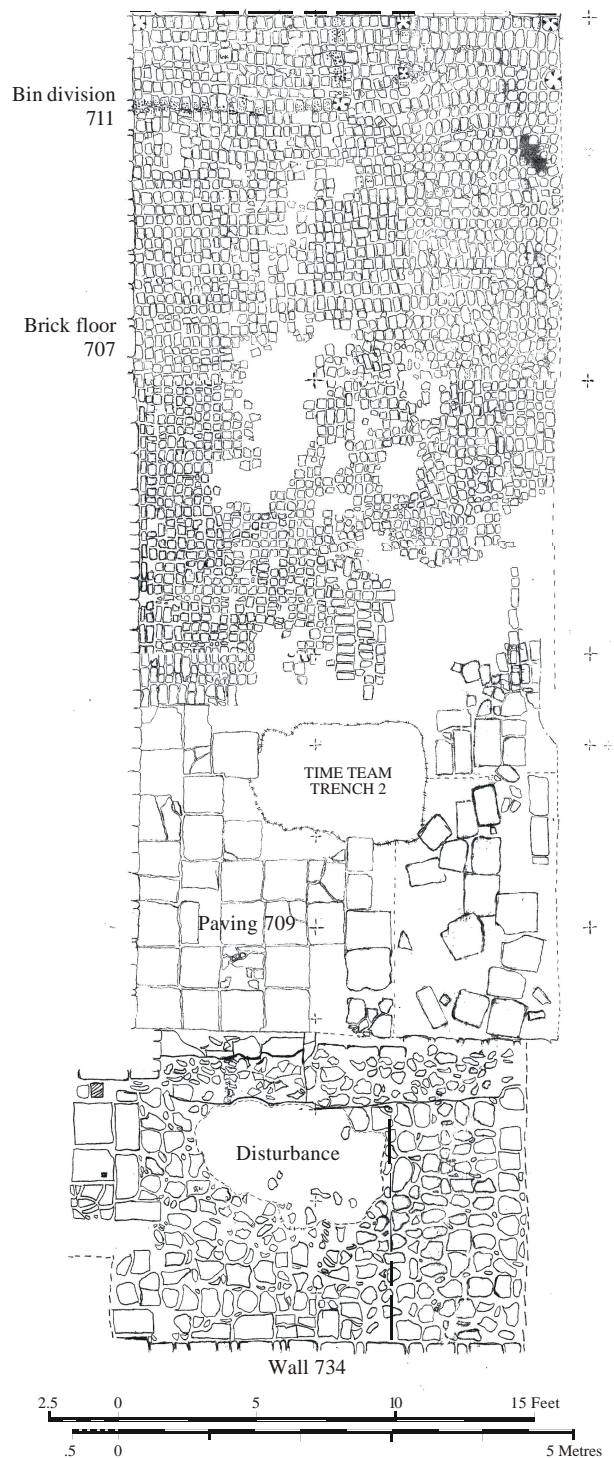 Bin division
711
Brick floor
707
TIME TEAM
TRENCH 2
Paving 709
Disturbance
Wall 734
2.5 0 5 10 15 Feet
.5 0 5 Metres